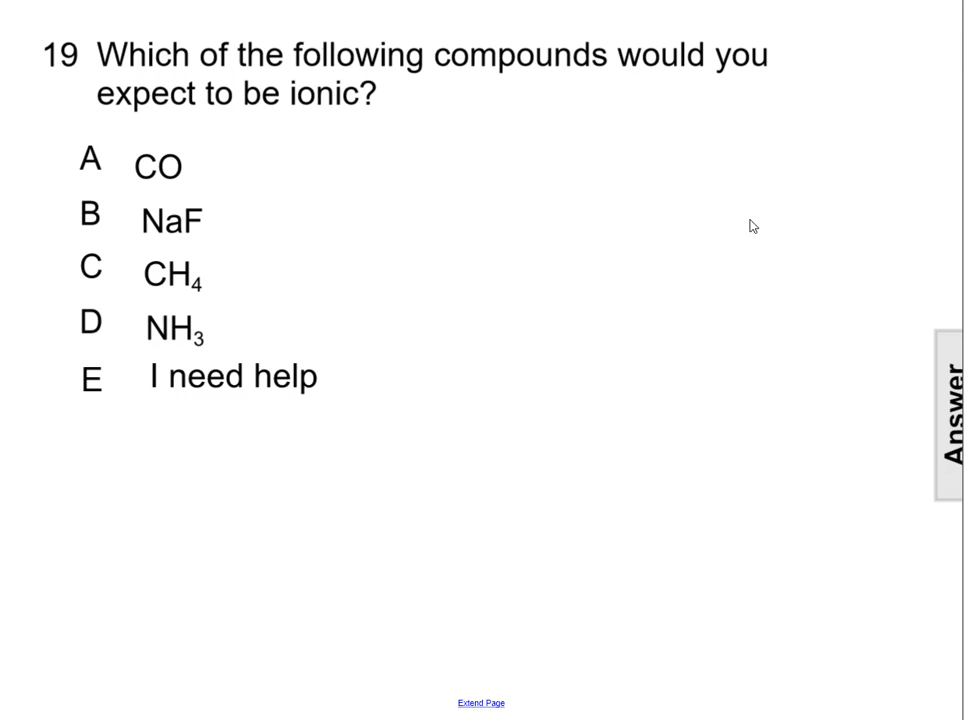 19 Which of the following compounds would you
expect to be ionic?
A CO
B NaF
C CH₄
D NH₃
E I need help
Answer
Extend Page